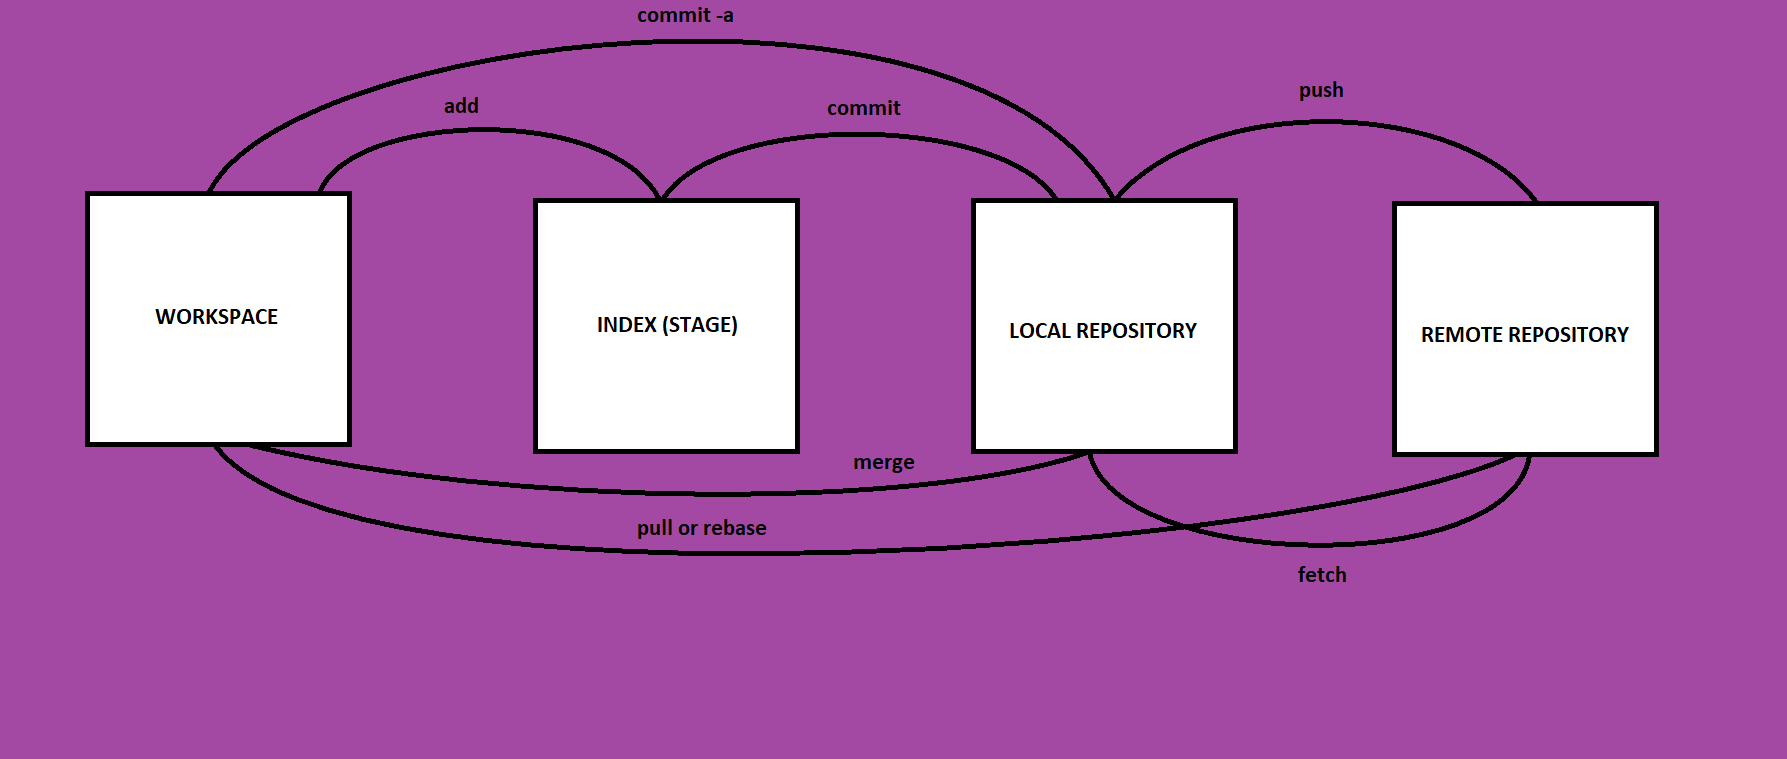 commit -a
add
commit
push
WORKSPACE
INDEX (STAGE)
LOCAL REPOSITORY
REMOTE REPOSITORY
merge
pull or rebase
fetch